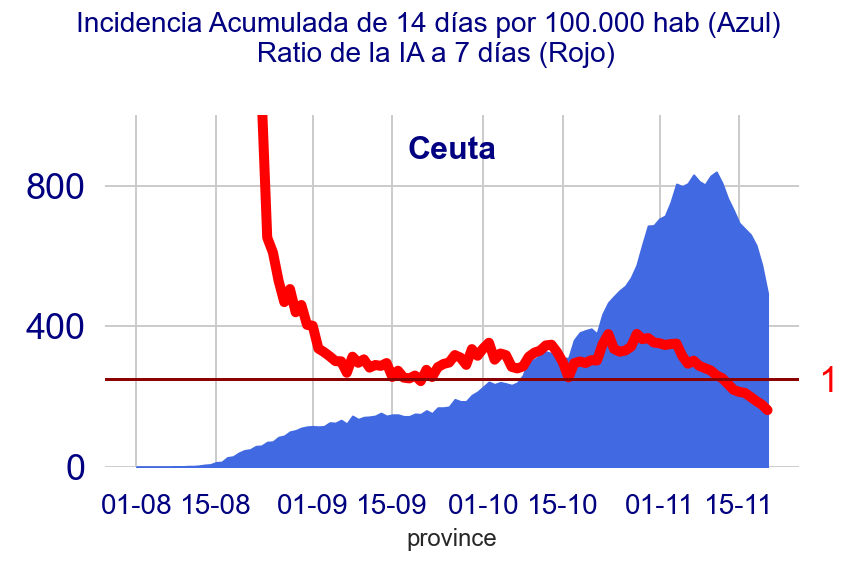 Incidencia Acumulada de 14 días por 100.000 hab (Azul)
Ratio de la IA a 7 días (Rojo)
Ceuta
800
400
1
0
01-08 15-08 01-09 15-09 01-10 15-10 01-11 15-11
province